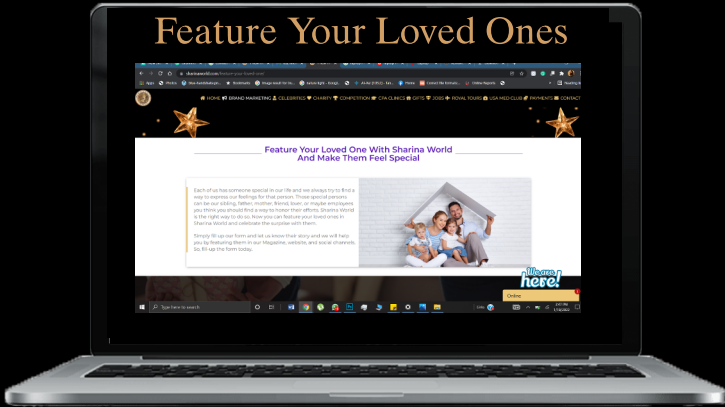 Feature Your Loved Ones
HOME BRAND MARKETING CELEBRITIES CHARITY COMPETITION CPA CLINICS GIFTS JOBS ROYAL TOURS USA MED CLUB PAYMENTS CONTACT
Feature Your Loved One With Sharina World
And Make Them Feel Special
Each of us has someone special in our life and we always try to find a
way to express our feelings for that person. Those special persons
can be our sibling, father, mother, friend, lover, or maybe employees
you think you should find a way to honor their efforts. Sharina World
is the right way to do so. Now you can feature your loved ones in
Sharina World and celebrate the surprise with them.
Simply fill up our form and let us know their story and we will help
you by featuring them in our Magazine, website, and social channels.
So, fill-up the form today.
We are
here!
Online
Type here to search